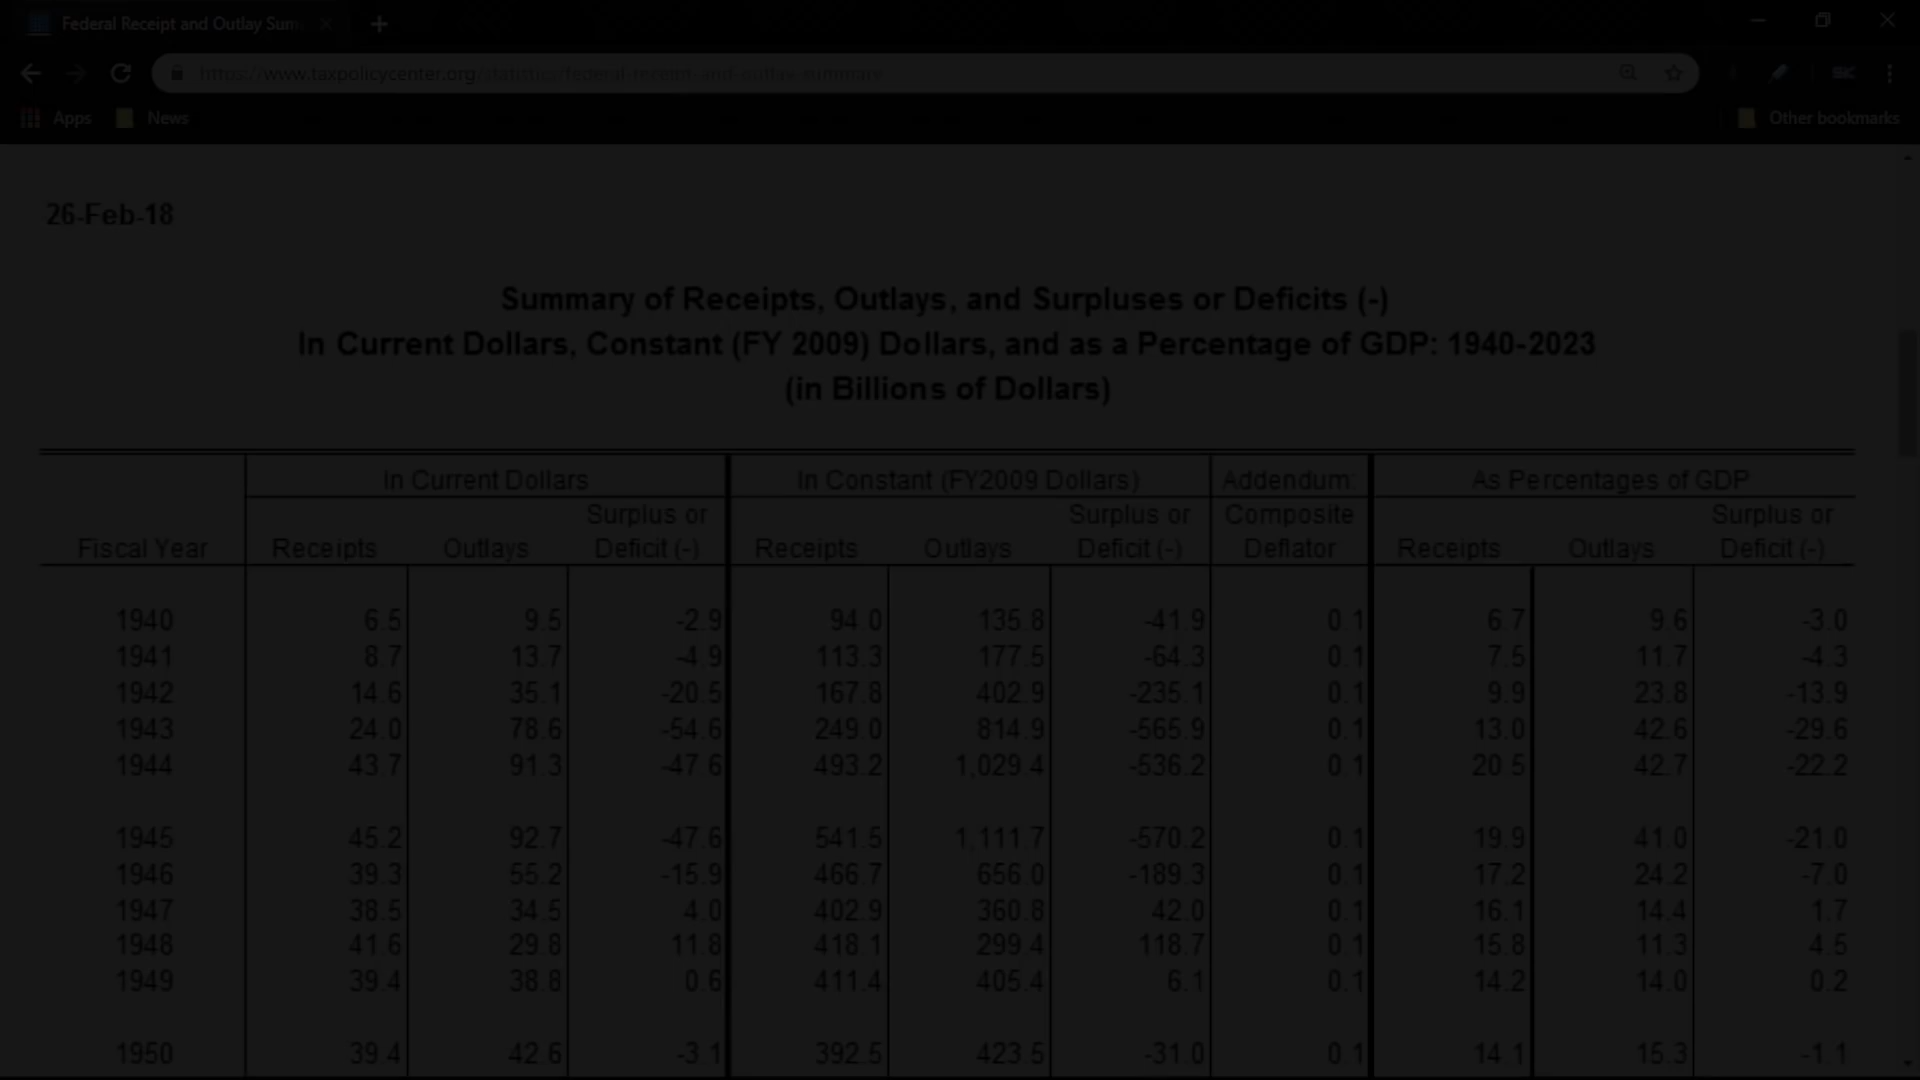 Federal Receipt and Outlay Sum
https://www.taxpolicycenter.org/statistics/federal-receipt-and-outlay-summary
SK
Apps News Other bookmarks
26-Feb-18
Summary of Receipts, Outlays, and Surpluses or Deficits (-)
In Current Dollars, Constant (FY 2009) Dollars, and as a Percentage of GDP: 1940-2023
(in Billions of Dollars)
In Current Dollars In Constant (FY2009 Dollars) Addendum: As Percentages of GDP
Surplus or Surplus or Composite Surplus or
Fiscal Year Receipts Outlays Deficit (-) Receipts Outlays Deficit (-) Deflator Receipts Outlays Deficit (-)
1940 6.5 9.5 -2.9 94.0 135.8 -41.9 0.1 6.7 9.6 -3.0
1941 8.7 13.7 -4.9 113.3 177.5 -64.3 0.1 7.5 11.7 -4.3
1942 14.6 35.1 -20.5 167.8 402.9 -235.1 0.1 9.9 23.8 -13.9
1943 24.0 78.6 -54.6 249.0 814.9 -565.9 0.1 13.0 42.6 -29.6
1944 43.7 91.3 -47.6 493.2 1,029.4 -536.2 0.1 20.5 42.7 -22.2
1945 45.2 92.7 -47.6 541.5 1,111.7 -570.2 0.1 19.9 41.0 -21.0
1946 39.3 55.2 -15.9 466.7 656.0 -189.3 0.1 17.2 24.2 -7.0
1947 38.5 34.5 4.0 402.9 360.8 42.0 0.1 16.1 14.4 1.7
1948 41.6 29.8 11.8 418.1 299.4 118.7 0.1 15.8 11.3 4.5
1949 39.4 38.8 0.6 411.4 405.4 6.1 0.1 14.2 14.0 0.2
1950 39.4 42.6 -3.1 392.5 423.5 -31.0 0.1 14.1 15.3 -1.1